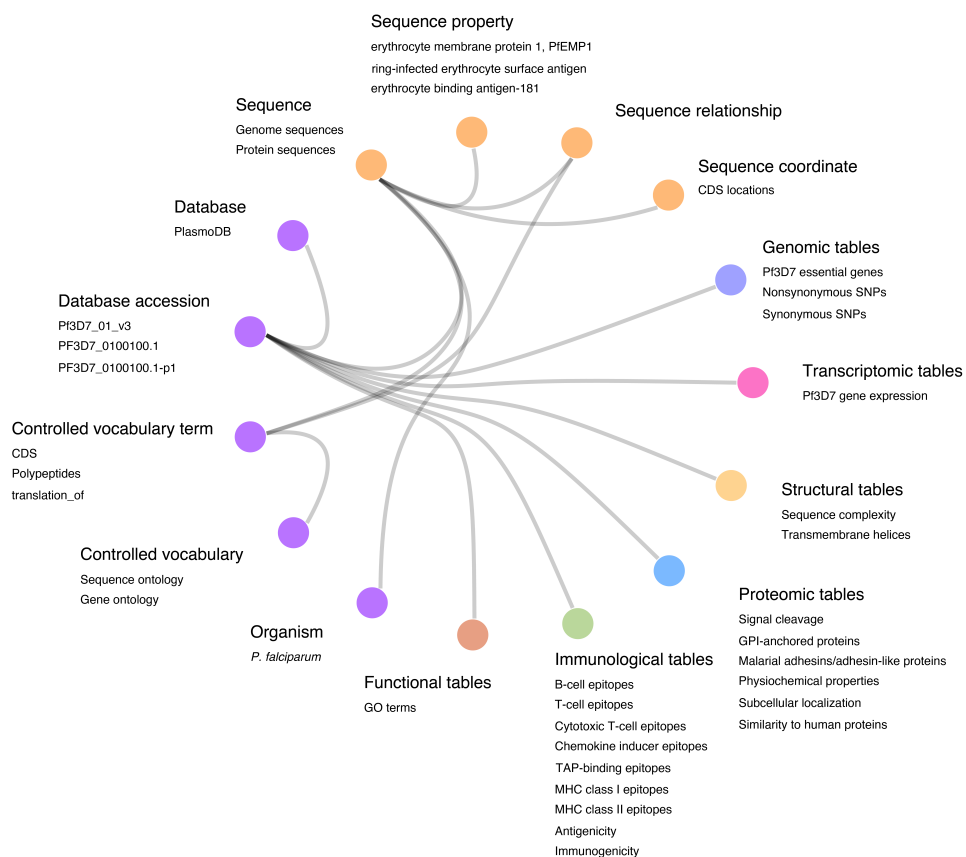 Sequence property
erythrocyte membrane protein 1, PfEMP1
ring-infected erythrocyte surface antigen
erythrocyte binding antigen-181
Sequence
Genome sequences
Protein sequences
Sequence relationship
Sequence coordinate
CDS locations
Database
PlasmoDB
Genomic tables
Pf3D7 essential genes
Nonsynonymous SNPs
Synonymous SNPs
Database accession
Pf3D7_01_v3
PF3D7_0100100.1
PF3D7_0100100.1-p1
Transcriptomic tables
Pf3D7 gene expression
Controlled vocabulary term
CDS
Polypeptides
translation_of
Structural tables
Sequence complexity
Transmembrane helices
Controlled vocabulary
Sequence ontology
Gene ontology
Proteomic tables
Signal cleavage
GPI-anchored proteins
Malarial adhesins/adhesin-like proteins
Physiochemical properties
Subcellular localization
Similarity to human proteins
Organism
P. falciparum
Functional tables
GO terms
Immunological tables
B-cell epitopes
T-cell epitopes
Cytotoxic T-cell epitopes
Chemokine inducer epitopes
TAP-binding epitopes
MHC class I epitopes
MHC class II epitopes
Antigenicity
Immunogenicity